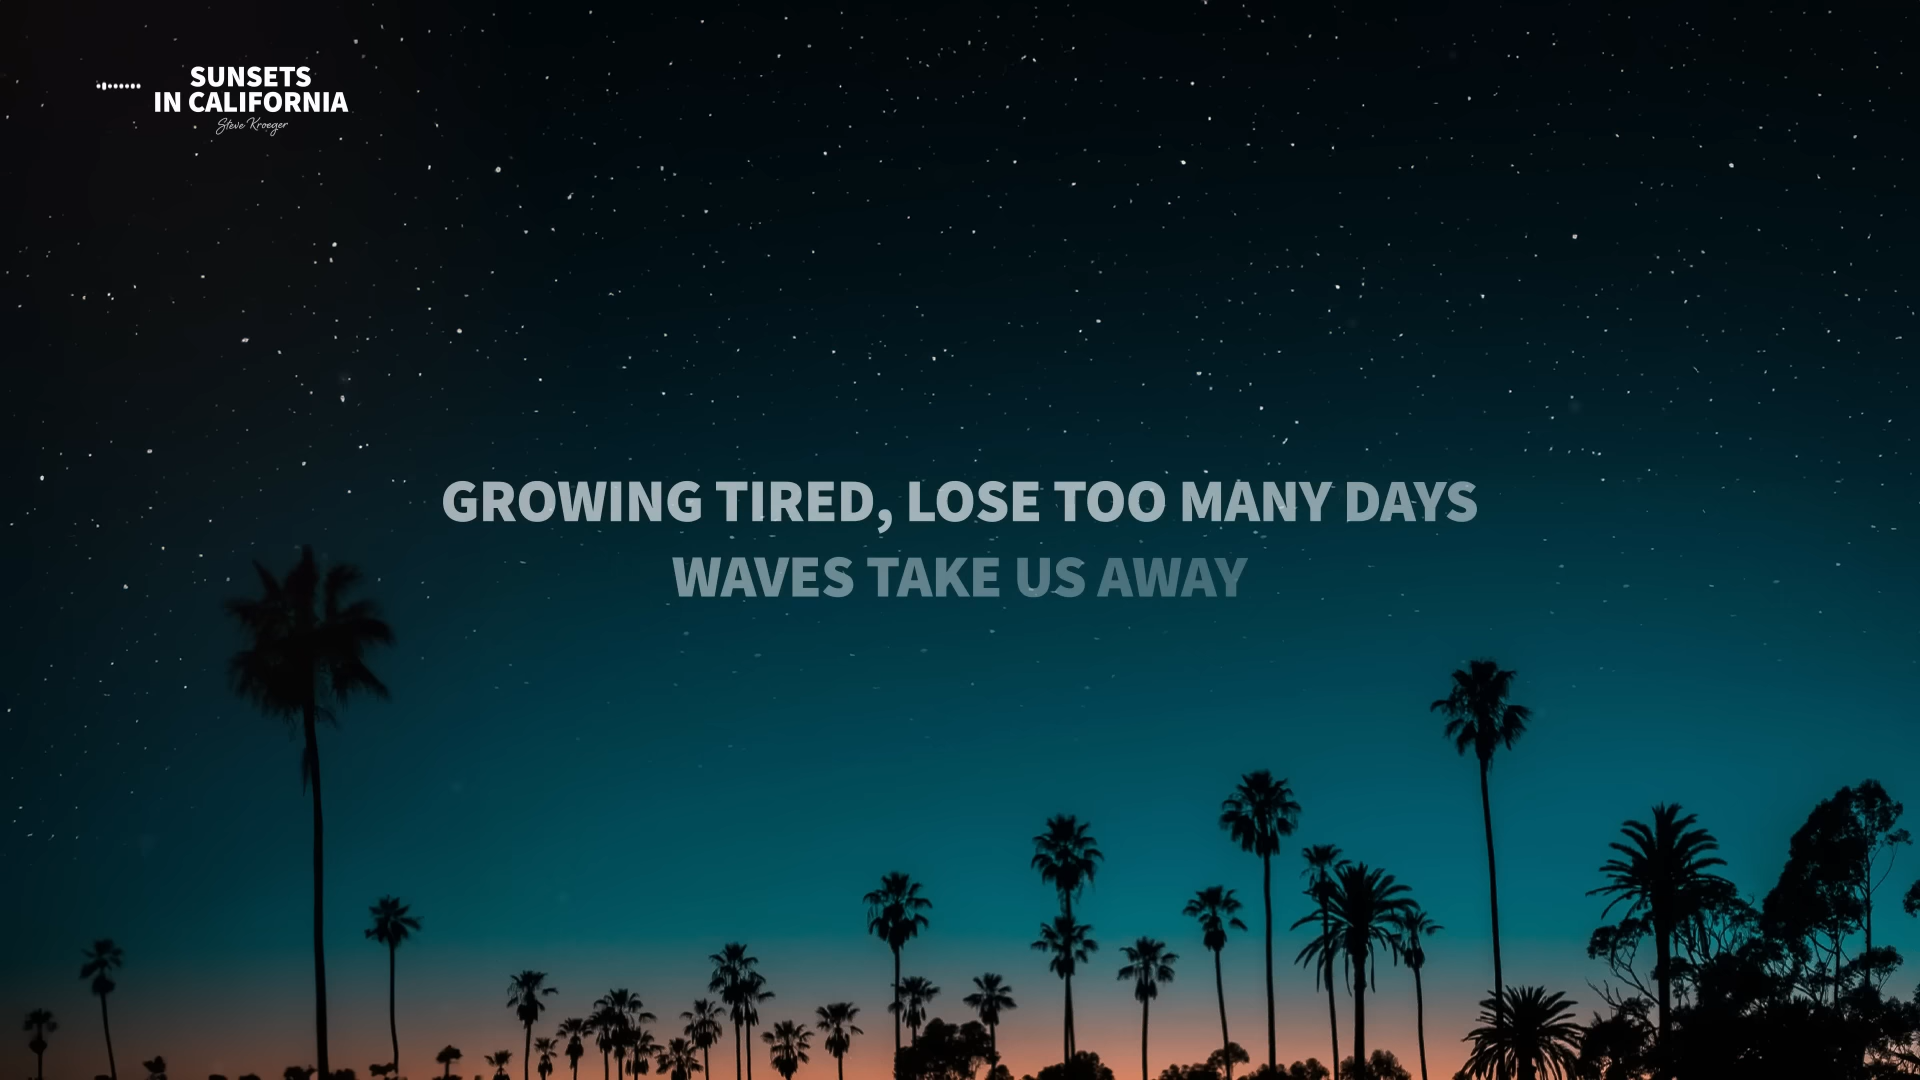 SUNSETS
IN CALIFORNIA
Steve Kroeger
GROWING TIRED, LOSE TOO MANY DAYS
WAVES TAKE US AWAY